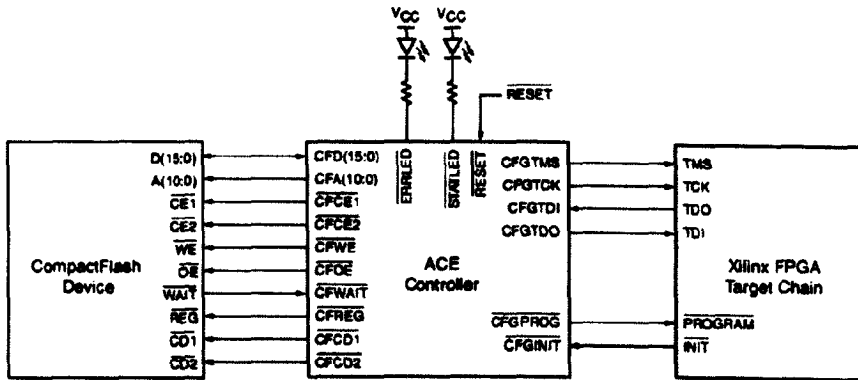 VCC VCC
RESET
D(15:0) CFD(15:0) ERRLED STATLED RESET CFGTMS TMS
A(10:0) CFA(10:0) CFGTCK TCK
CE1 CFCE1 CFGTDI TDO
CE2 CFCE2 CFGTDO TDI
WE CFWE
OE CFOE
WAIT CFWAIT
REG CFREG CFGPROG PROGRAM
CD1 CFCD1 CFGINIT INIT
CD2 CFCD2
CompactFlash
Device
ACE
Controller
Xilinx FPGA
Target Chain